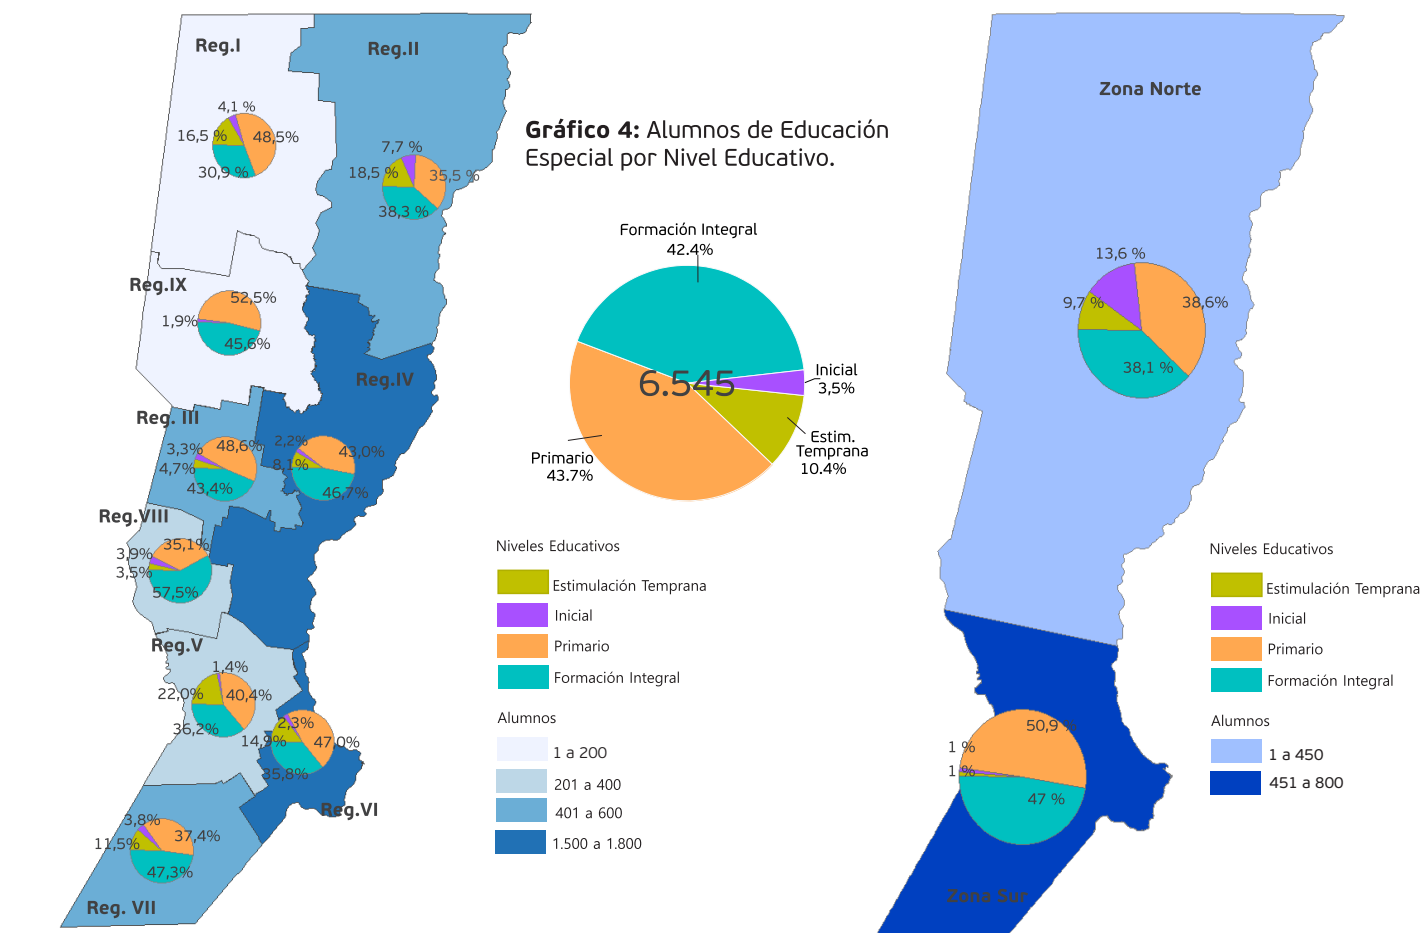 Reg.I
4,1 %
16,5 %
48,5%
30,9 %
Reg.II
7,7 %
18,5 %
35,5 %
38,3 %
Reg.IX
52,5%
1,9%
45,6%
Reg.IV
2,2%
43,0%
8,1%
46,7%
Reg. III
3,3%
48,6%
4,7%
43,4%
Reg.VIII
3,9%
35,1%
3,5%
57,5%
Reg.V
1,4%
22,0%
40,4%
36,2%
2,3%
14,9%
47,0%
35,8%
Reg.VI
3,8%
37,4%
11,5%
47,3%
Reg. VII
Gráfico 4: Alumnos de Educación
Especial por Nivel Educativo.
Formación Integral
42.4%
6.545
Inicial
3,5%
Estim.
Temprana
10.4%
Primario
43.7%
Niveles Educativos
Estimulación Temprana
Inicial
Primario
Formación Integral
Alumnos
1 a 200
201 a 400
401 a 600
1.500 a 1.800
Zona Norte
13,6 %
9,7 %
38,6%
38,1 %
50,9 %
1 %
1 %
47 %
Zona Sur
Niveles Educativos
Estimulación Temprana
Inicial
Primario
Formación Integral
Alumnos
1 a 450
451 a 800